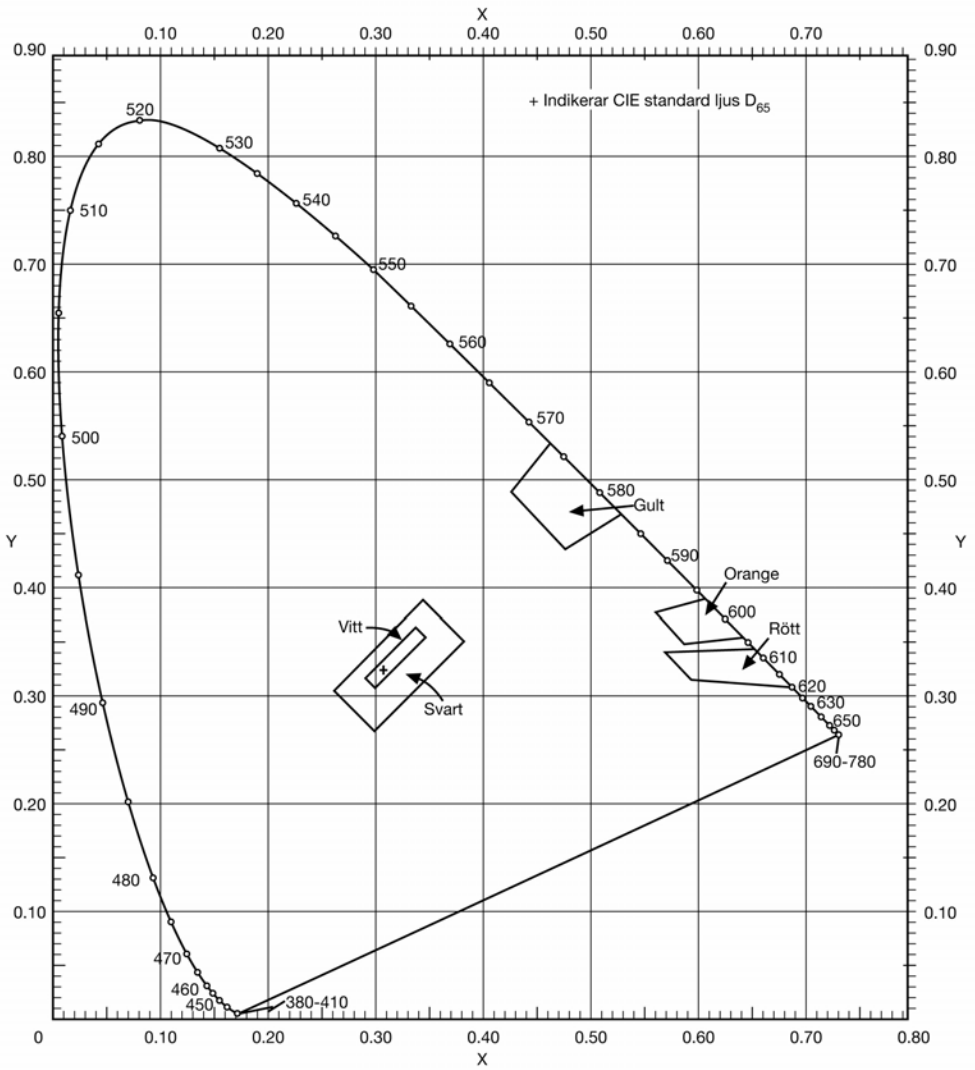 X
0.10 0.20 0.30 0.40 0.50 0.60 0.70
0.90 0.90
+ Indikerar CIE standard ljus D65
520
530
0.80 0.80
540
510
550
0.70 0.70
560
0.60 0.60
570
500
0.50 580 0.50
Gult
Y Y
590
Orange
0.40 0.40
600
Vitt Rött
610
620
0.30 0.30
630
490 Svart
650
690-780
0.20 0.20
480
0.10 0.10
470
460
450 380-410
0 0.10 0.20 0.30 0.40 0.50 0.60 0.70 0.80
X